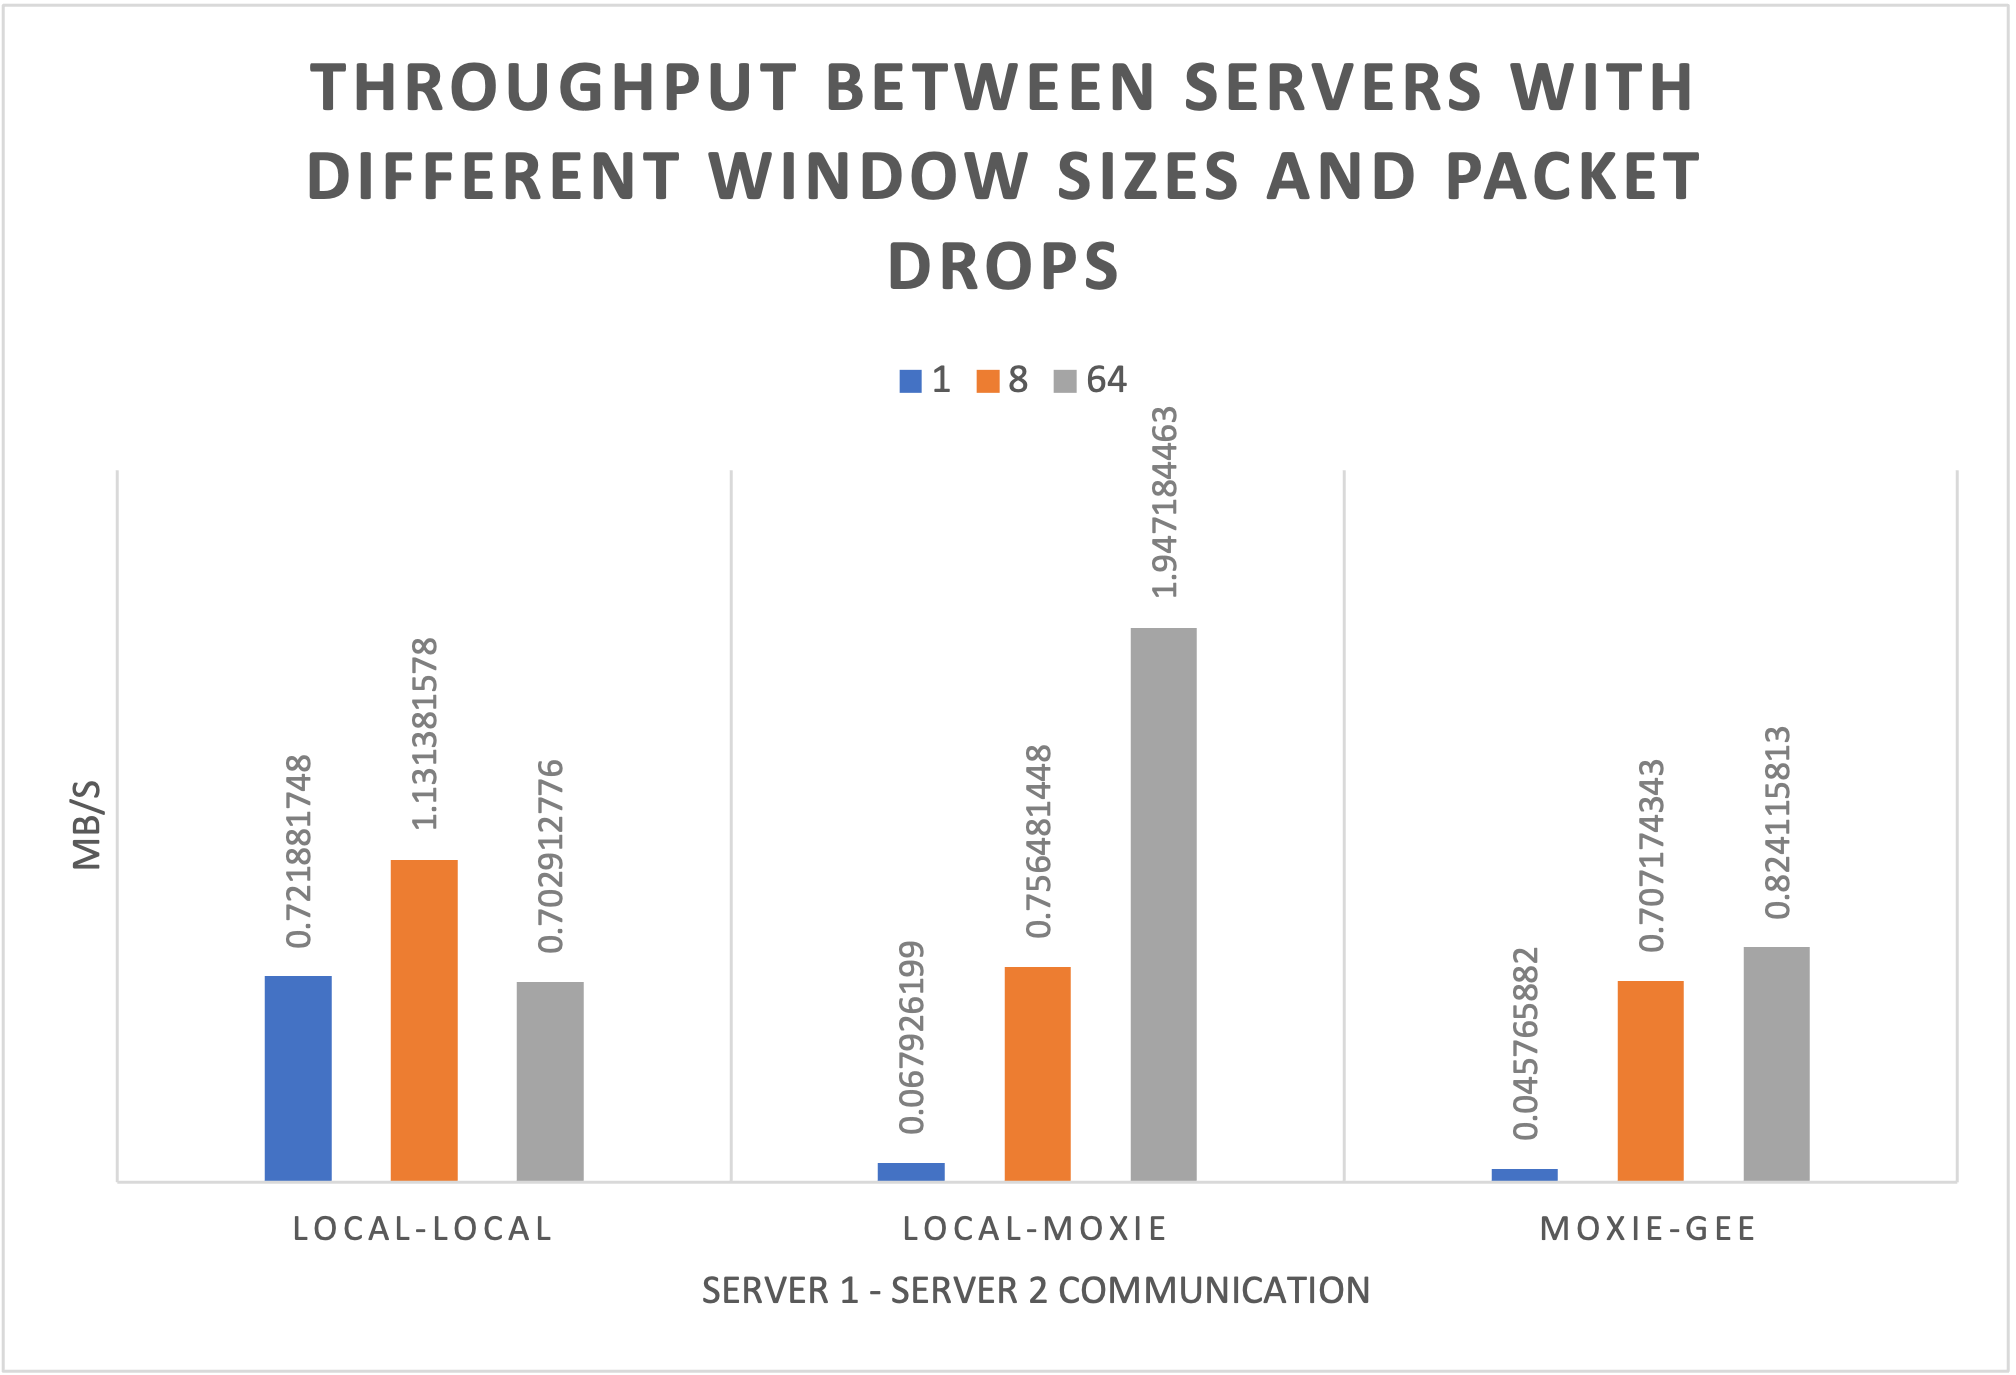 THROUGHPUT BETWEEN SERVERS WITH
DIFFERENT WINDOW SIZES AND PACKET
DROPS
1 8 64
MB/S
0.721881748
1.131381578
0.702912776
0.067926199
0.756481448
1.947184463
0.045765882
0.707174343
0.824115813
LOCAL-LOCAL
LOCAL-MOXIE
MOXIE-GEE
SERVER 1 - SERVER 2 COMMUNICATION